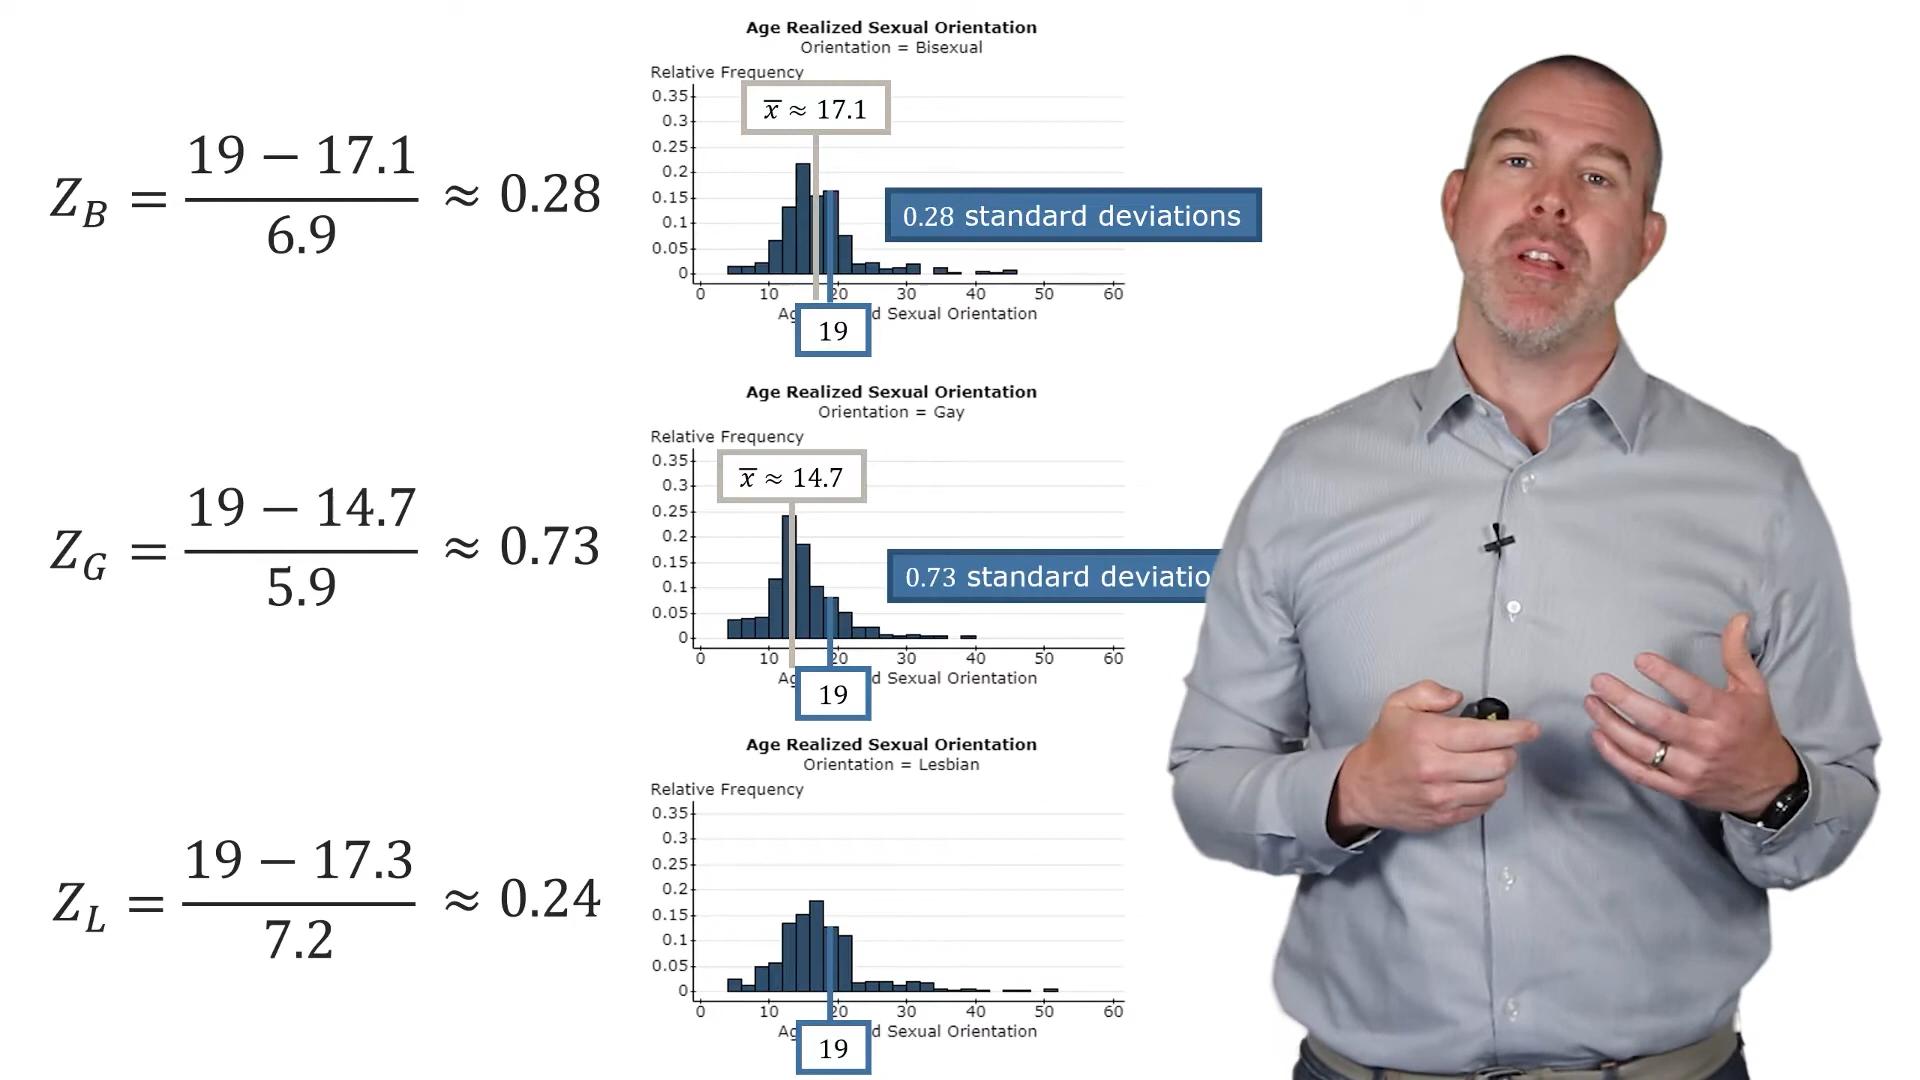 Z_B = (19 − 17.1) / 6.9 ≈ 0.28
Age Realized Sexual Orientation
Orientation = Bisexual
Relative Frequency
x̅ ≈ 17.1
0.35
0.3
0.25
0.2
0.15
0.1
0.05
0
0.28 standard deviations
0 10 20 30 40 50 60
Ag d Sexual Orientation
19
Z_G = (19 − 14.7) / 5.9 ≈ 0.73
Age Realized Sexual Orientation
Orientation = Gay
Relative Frequency
x̅ ≈ 14.7
0.35
0.3
0.25
0.2
0.15
0.1
0.05
0
0.73 standard deviatio
0 10 20 30 40 50 60
Ag d Sexual Orientation
19
Z_L = (19 − 17.3) / 7.2 ≈ 0.24
Age Realized Sexual Orientation
Orientation = Lesbian
Relative Frequency
0.35
0.3
0.25
0.2
0.15
0.1
0.05
0
0 10 20 30 40 50 60
Ag d Sexual Orientation
19